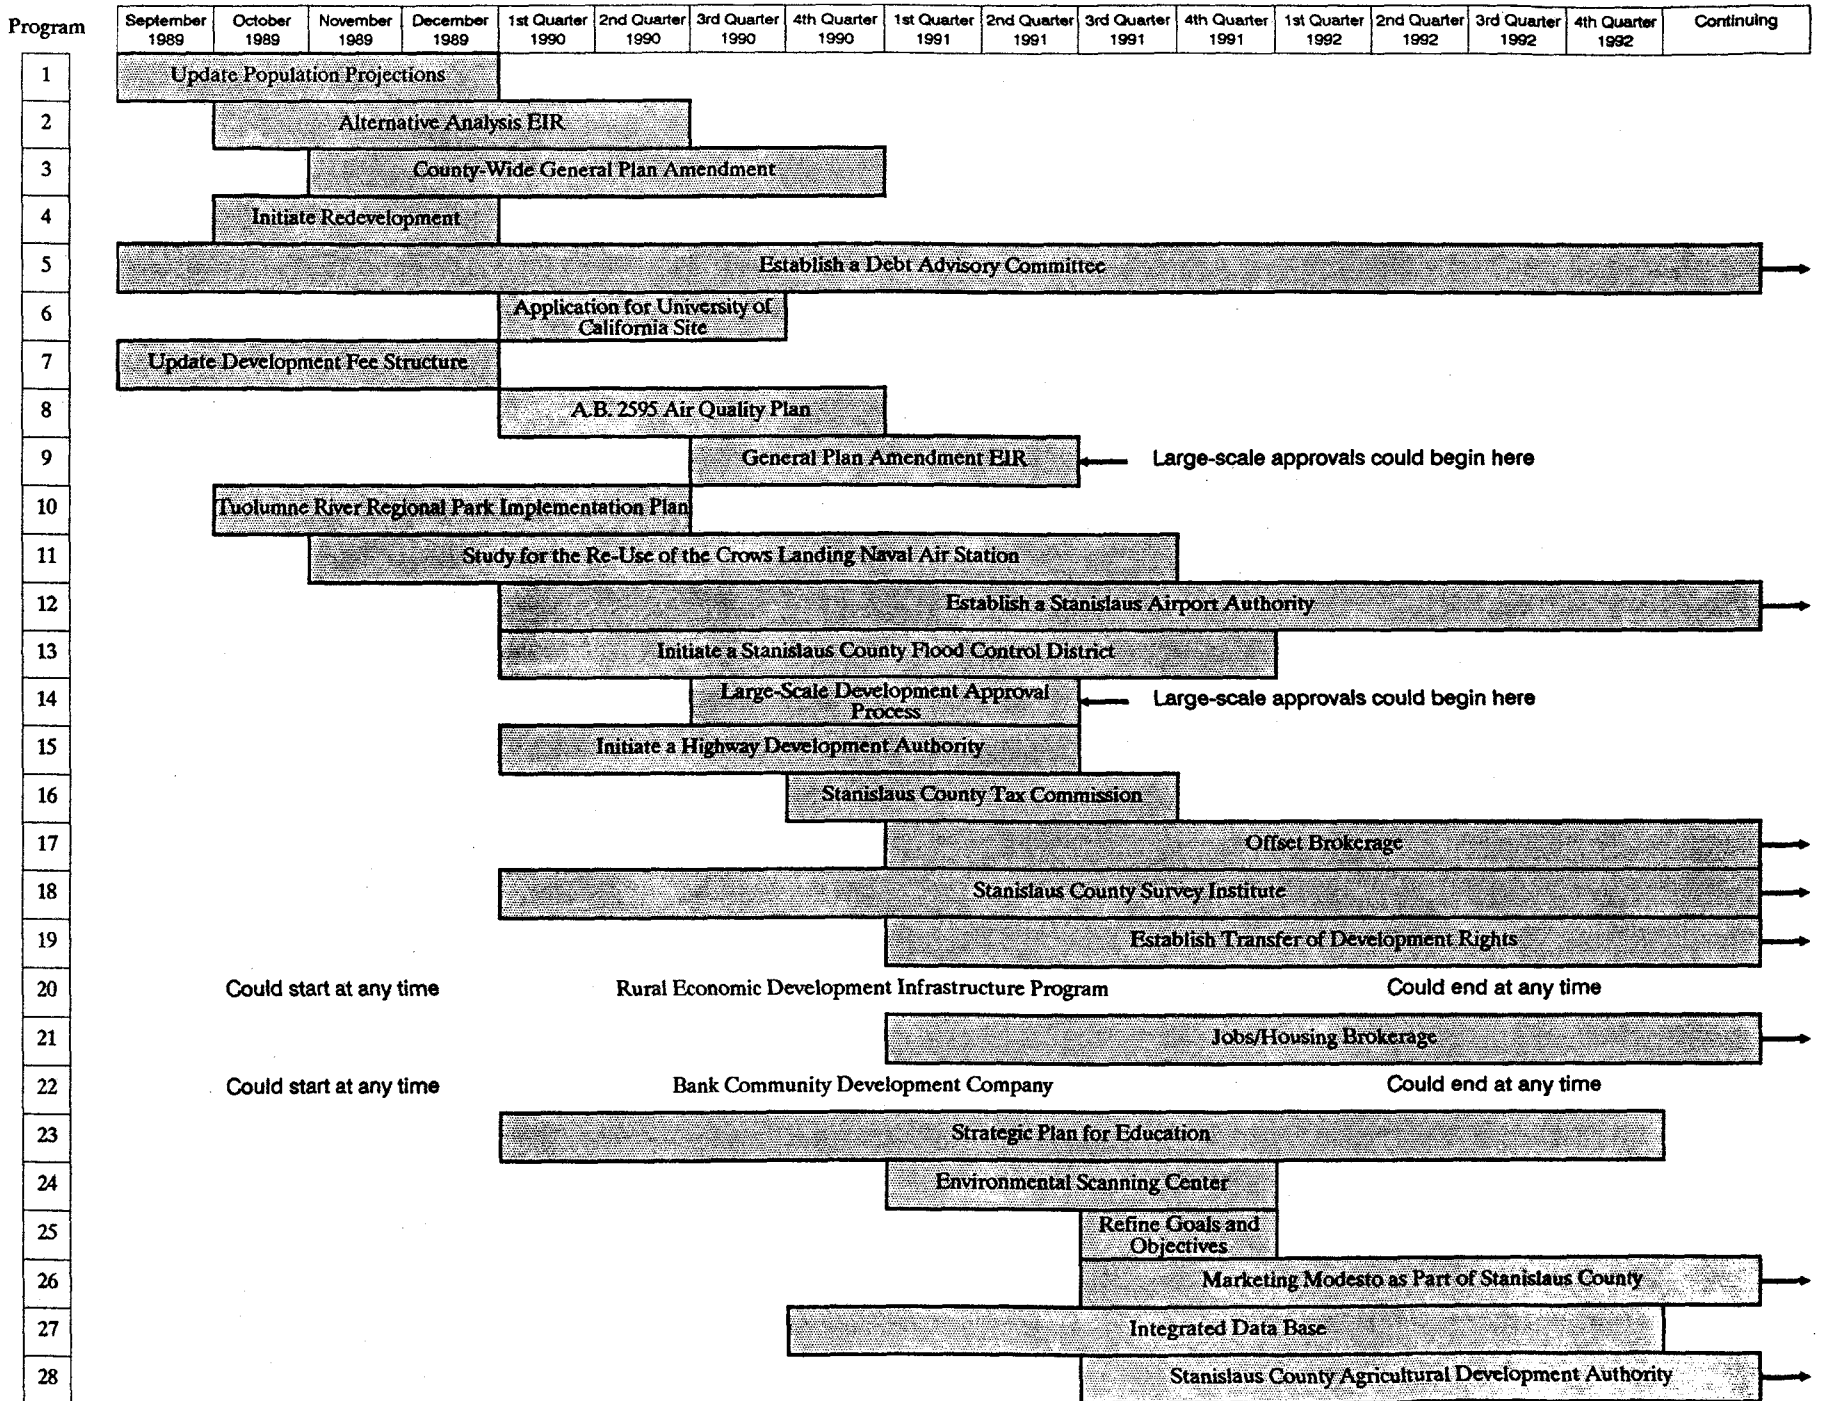 Program
September 1989
October 1989
November 1989
December 1989
1st Quarter 1990
2nd Quarter 1990
3rd Quarter 1990
4th Quarter 1990
1st Quarter 1991
2nd Quarter 1991
3rd Quarter 1991
4th Quarter 1991
1st Quarter 1992
2nd Quarter 1992
3rd Quarter 1992
4th Quarter 1992
Continuing
1 Update Population Projections
2 Alternative Analysis EIR
3 County-Wide General Plan Amendment
4 Initiate Redevelopment
5 Establish a Debt Advisory Committee
6 Application for University of
California Site
7 Update Development Fee Structure
8 A.B. 2595 Air Quality Plan
9 General Plan Amendment EIR Large-scale approvals could begin here
10 Tuolumne River Regional Park Implementation Plan
11 Study for the Re-Use of the Crows Landing Naval Air Station
12 Establish a Stanislaus Airport Authority
13 Initiate a Stanislaus County Flood Control District
14 Large-Scale Development Approval
Process
Large-scale approvals could begin here
15 Initiate a Highway Development Authority
16 Stanislaus County Tax Commission
17 Offset Brokerage
18 Stanislaus County Survey Institute
19 Establish Transfer of Development Rights
20 Could start at any time Rural Economic Development Infrastructure Program Could end at any time
21 Jobs/Housing Brokerage
22 Could start at any time Bank Community Development Company Could end at any time
23 Strategic Plan for Education
24 Environmental Scanning Center
25 Refine Goals and
Objectives
26 Marketing Modesto as Part of Stanislaus County
27 Integrated Data Base
28 Stanislaus County Agricultural Development Authority